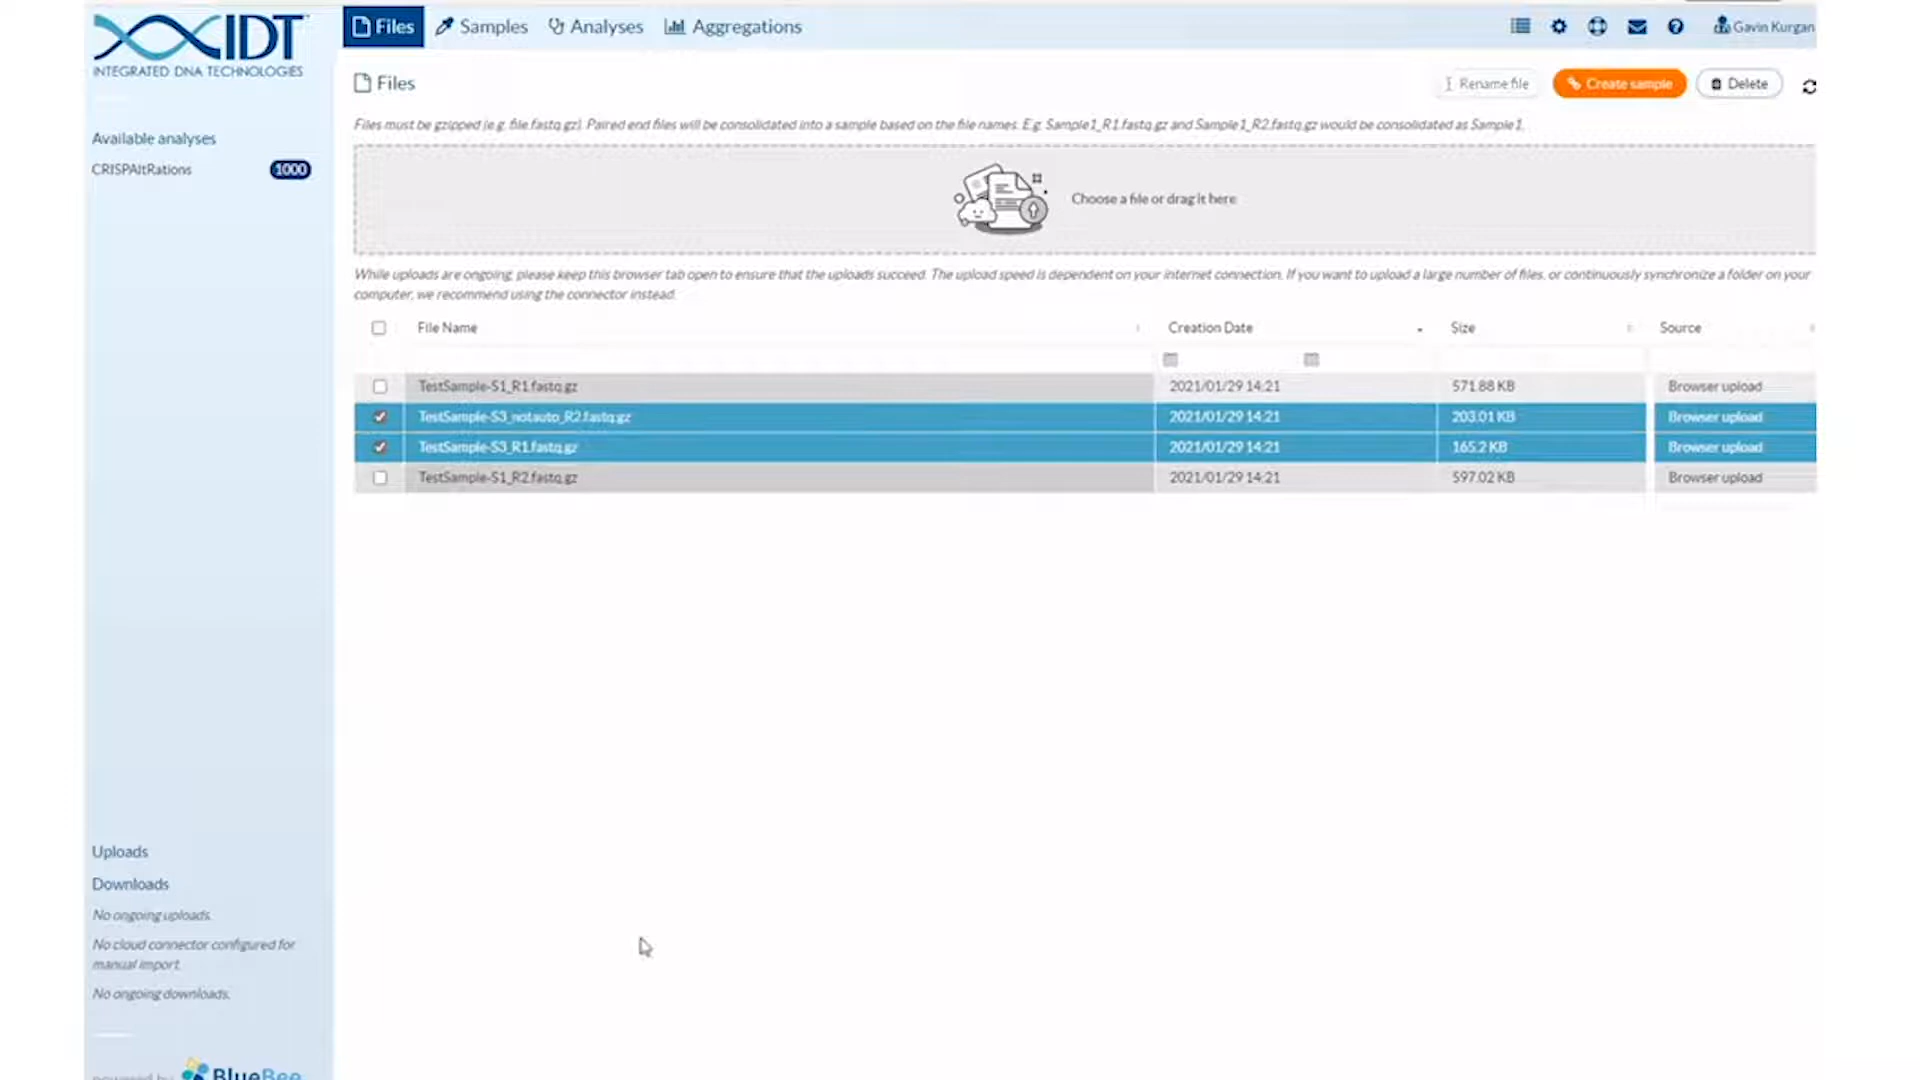 IDT
INTEGRATED DNA TECHNOLOGIES
Files Samples Analyses Aggregations Gavin Kurgan
Files Rename file Create sample Delete
Files must be gzipped (e.g. file.fastq.gz). Paired end files will be consolidated into a sample based on the file names. E.g. Sample1_R1.fastq.gz and Sample1_R2.fastq.gz would be consolidated as Sample1.
Available analyses
CRISPAltRations 1000
Choose a file or drag it here
While uploads are ongoing, please keep this browser tab open to ensure that the uploads succeed. The upload speed is dependent on your internet connection. If you want to upload a large number of files, or continuously synchronize a folder on your
computer, we recommend using the connector instead.
File Name Creation Date Size Source
TestSample-S1_R1.fastq.gz 2021/01/29 14:21 571.88 KB Browser upload
TestSample-S3_notauto_R2.fastq.gz 2021/01/29 14:21 203.01 KB Browser upload
TestSample-S3_R1.fastq.gz 2021/01/29 14:21 165.2 KB Browser upload
TestSample-S1_R2.fastq.gz 2021/01/29 14:21 597.02 KB Browser upload
Uploads
Downloads
No ongoing uploads.
No cloud connector configured for
manual import.
No ongoing downloads.
powered by BlueBee